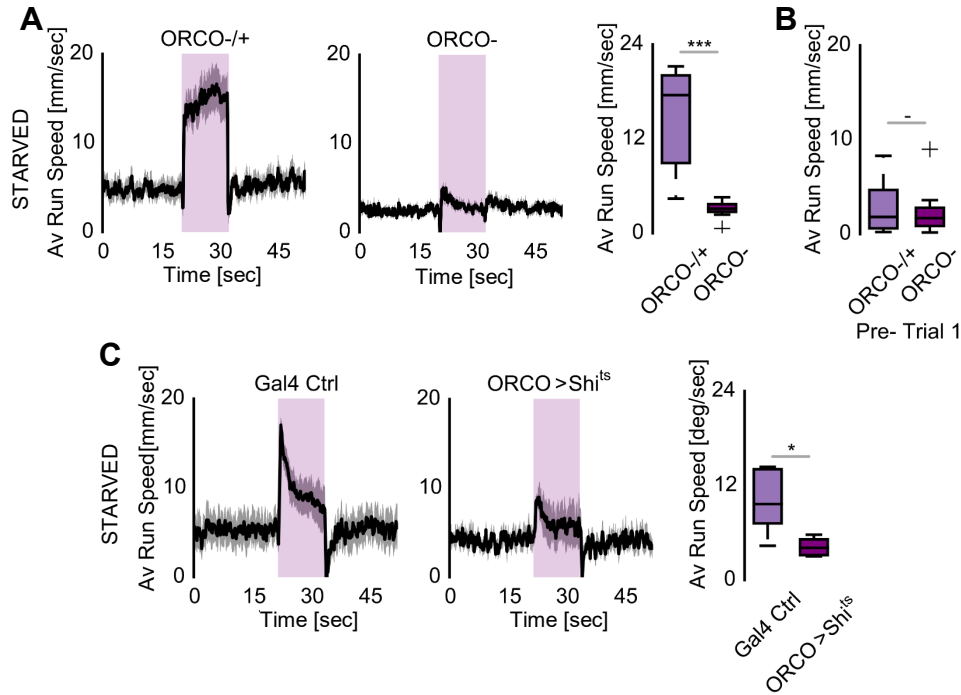 A
STARVED
ORCO-/+
Av Run Speed [mm/sec]
20
10
0
0
15
30
45
Time [sec]
ORCO-
20
10
0
0
15
30
45
Time [sec]
Av Run Speed [mm/sec]
24
12
0
***
ORCO-/+
ORCO-
B
Av Run Speed [mm/sec]
20
10
0
-
ORCO-/+
ORCO-
Pre- Trial 1
C
STARVED
Gal4 Ctrl
Av Run Speed[mm/sec]
20
10
0
0
15
30
45
Time [sec]
ORCO>Shi^ts
20
10
0
0
15
30
45
Time [sec]
Av Run Speed [deg/sec]
24
12
0
*
Gal4 Ctrl
ORCO>Shi^ts